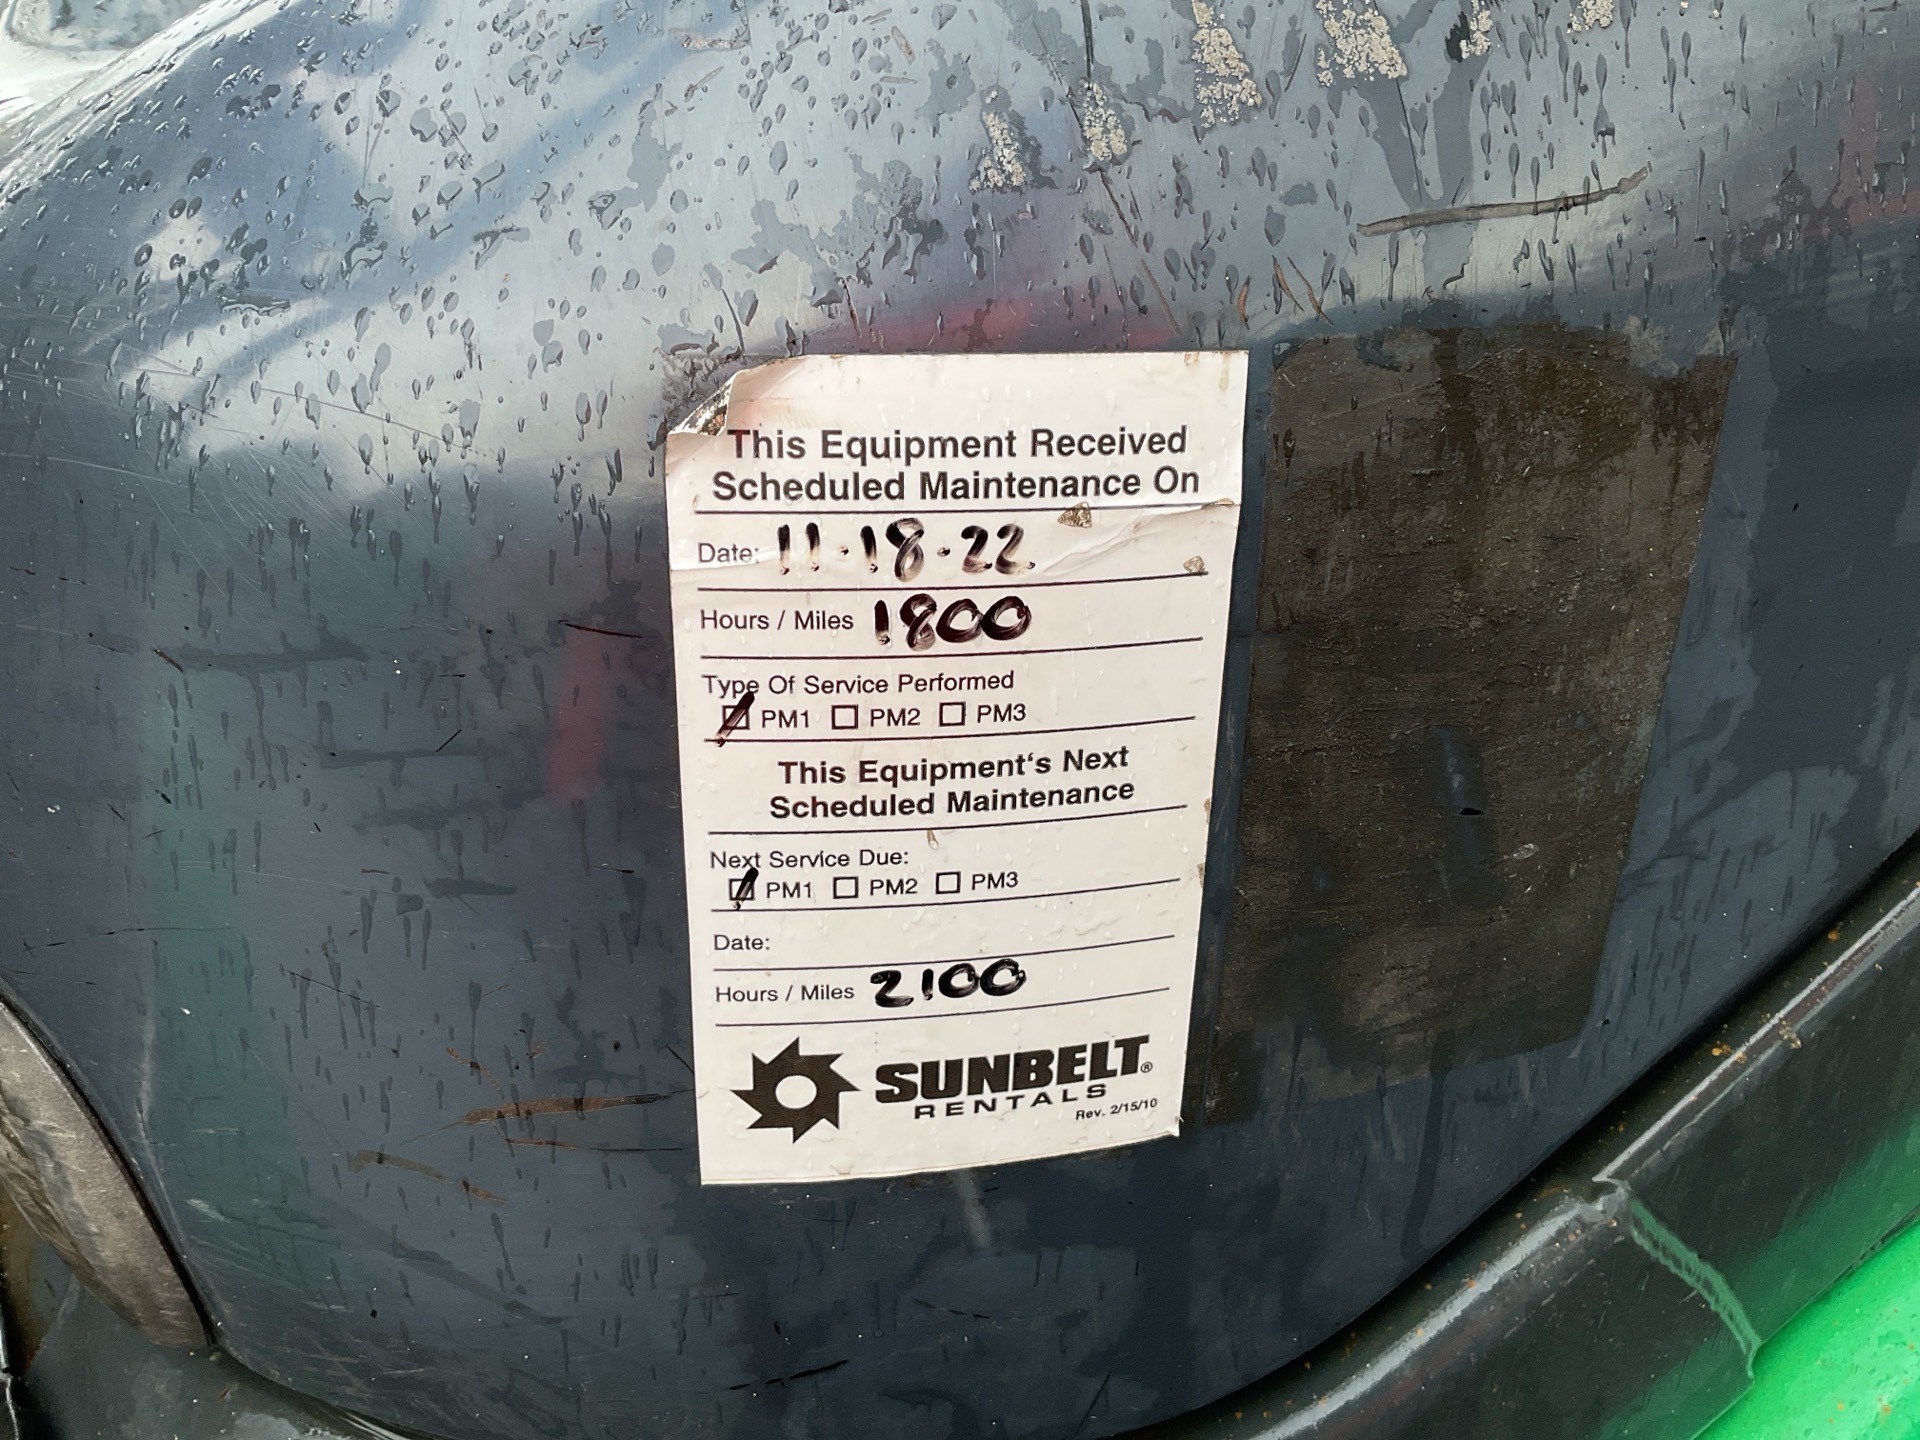 This Equipment Received
Scheduled Maintenance On
Date: 11·18·22
Hours / Miles 1800
Type Of Service Performed
PM1 PM2 PM3
This Equipment's Next
Scheduled Maintenance
Next Service Due:
PM1 PM2 PM3
Date:
Hours / Miles 2100
SUNBELT®
RENTALS
Rev. 2/15/10